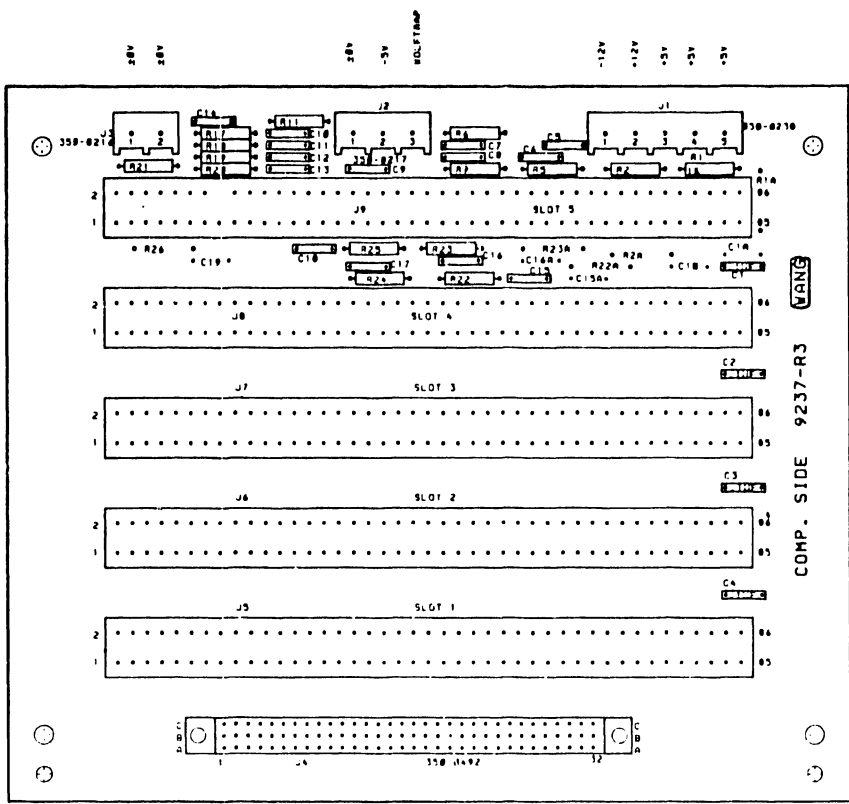 ±0V ±0V ±0V -5V WOLFTRAP -12V +12V +5V +5V +5V
J3 C14 R11 J2 J1
350-0212 1 2 R17 C10 1 2 3 R6 C5 1 2 3 4 5 350-0230
R18 C11 C7
R21 R19 C12 350-0217 C8 C6 R1
R20 C13 C9 R7 R5 R2 R1A
2 86
1 J9 SLOT 5 85
R26 C18 R25 R23 R23A R2A C1A
C19 C17 C16 C16A R22A C1B C1
R24 R22 C15 C15A
2 86
1 J8 SLOT 4 85
WANG
C2
J7 SLOT 3
2 86
1 85
C3
J6 SLOT 2
2 86
1 85
C4
J5 SLOT 1
2 86
1 85
COMP. SIDE 9237-R3
C C
B B
A A
1 J4 350-0492 32